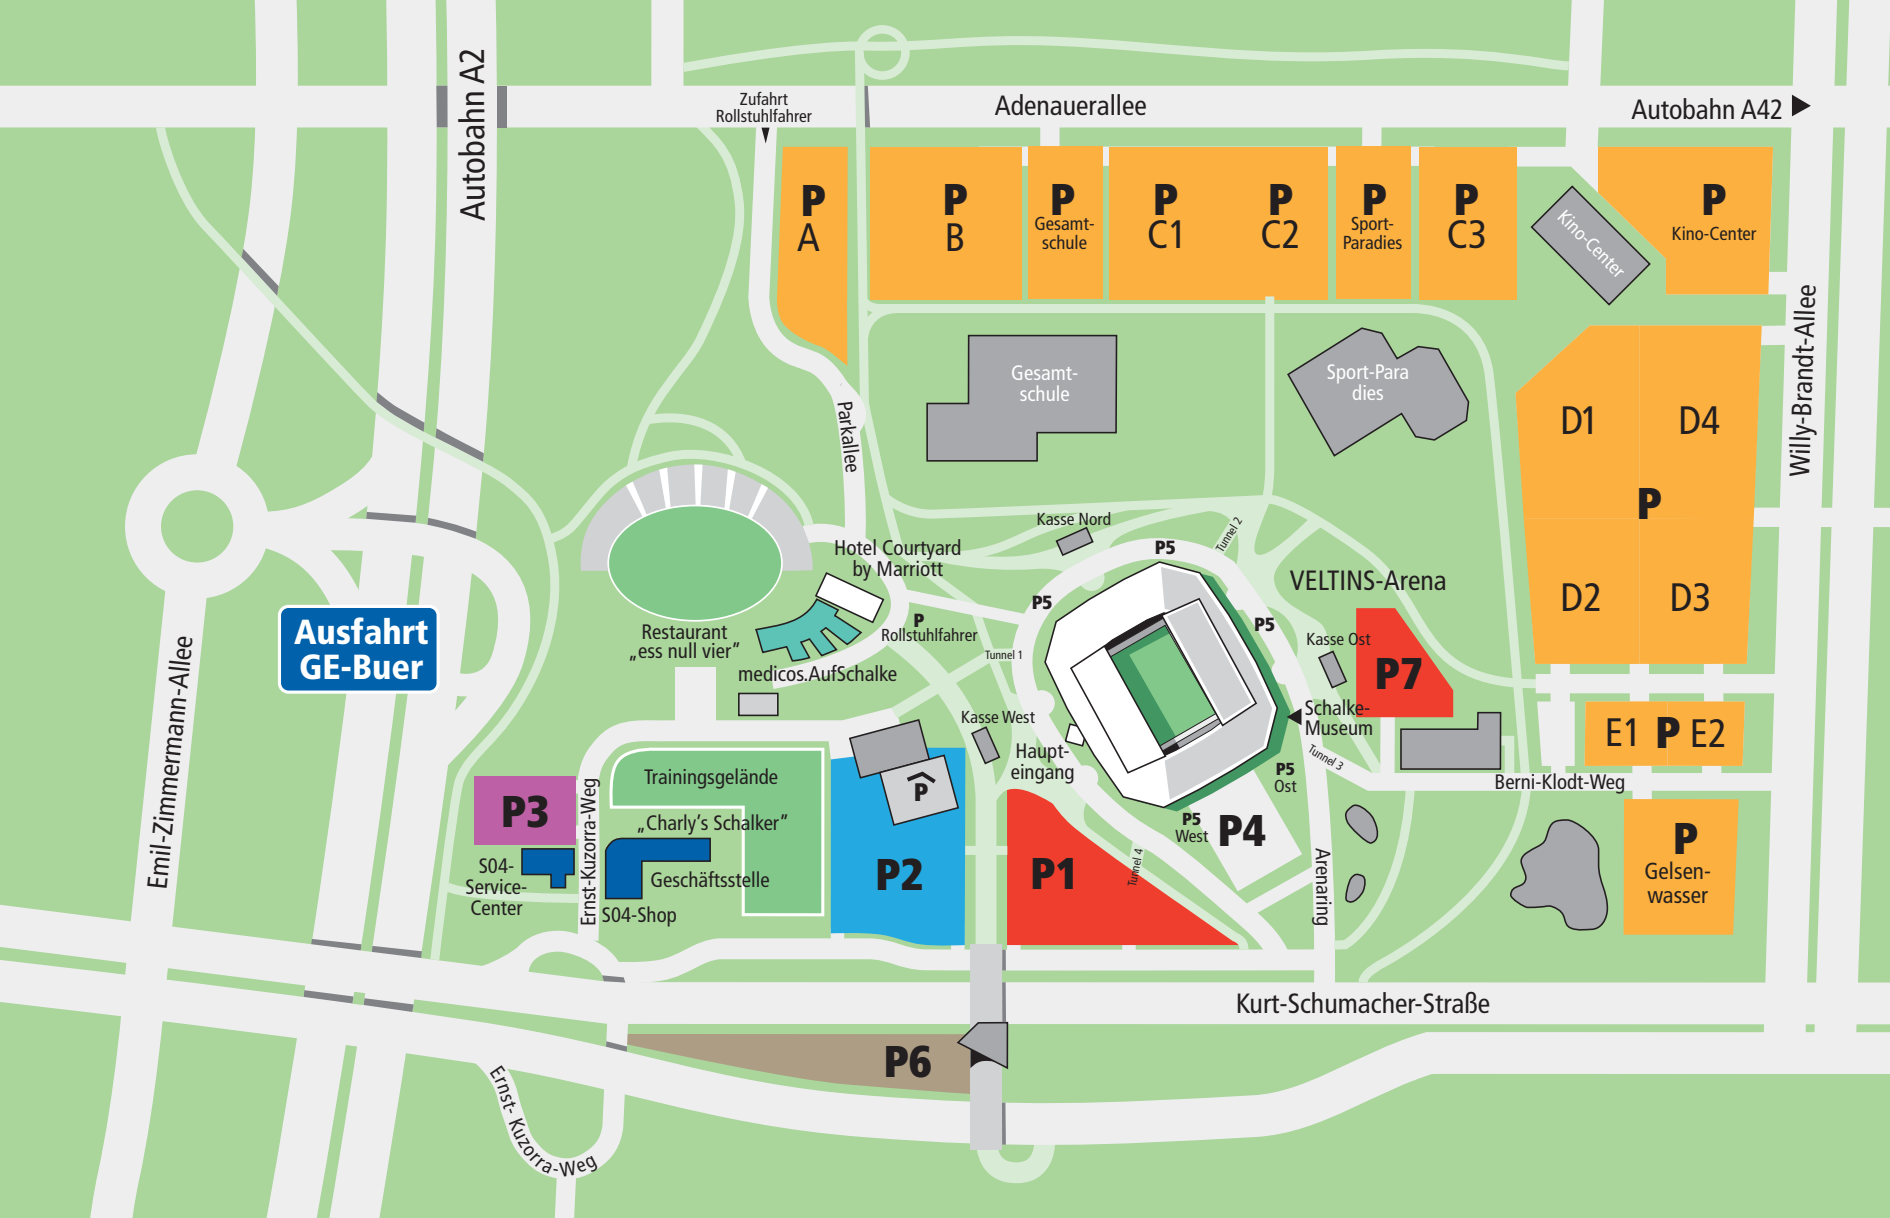 Autobahn A2
Zufahrt
Rollstuhlfahrer
Adenauerallee
Autobahn A42
P
A
P
B
P
Gesamt-
schule
P
C1
P
C2
P
Sport-
Paradies
P
C3
Kino-Center
P
Kino-Center
Willy-Brandt-Allee
Parkallee
Gesamt-
schule
Sport-Para
dies
D1
D4
P
D2
D3
Kasse Nord
P5
Tunnel 2
Hotel Courtyard
by Marriott
VELTINS-Arena
P5
P5
P
Rollstuhlfahrer
Ausfahrt
GE-Buer
Restaurant
„ess null vier“
Tunnel 1
Kasse Ost
P7
medicos.AufSchalke
Emil-Zimmermann-Allee
Kasse West
Schalke-
Museum
E1 P E2
Haupt-
eingang
Tunnel 3
Trainingsgelände
P
P5
Ost
Berni-Klodt-Weg
P3
Ernst-Kuzorra-Weg
„Charly's Schalker“
P5
West
P4
P
Gelsen-
wasser
S04-
Service-
Center
Geschäftsstelle
S04-Shop
P2
P1
Tunnel 4
Arenaring
Kurt-Schumacher-Straße
P6
Ernst- Kuzorra-Weg